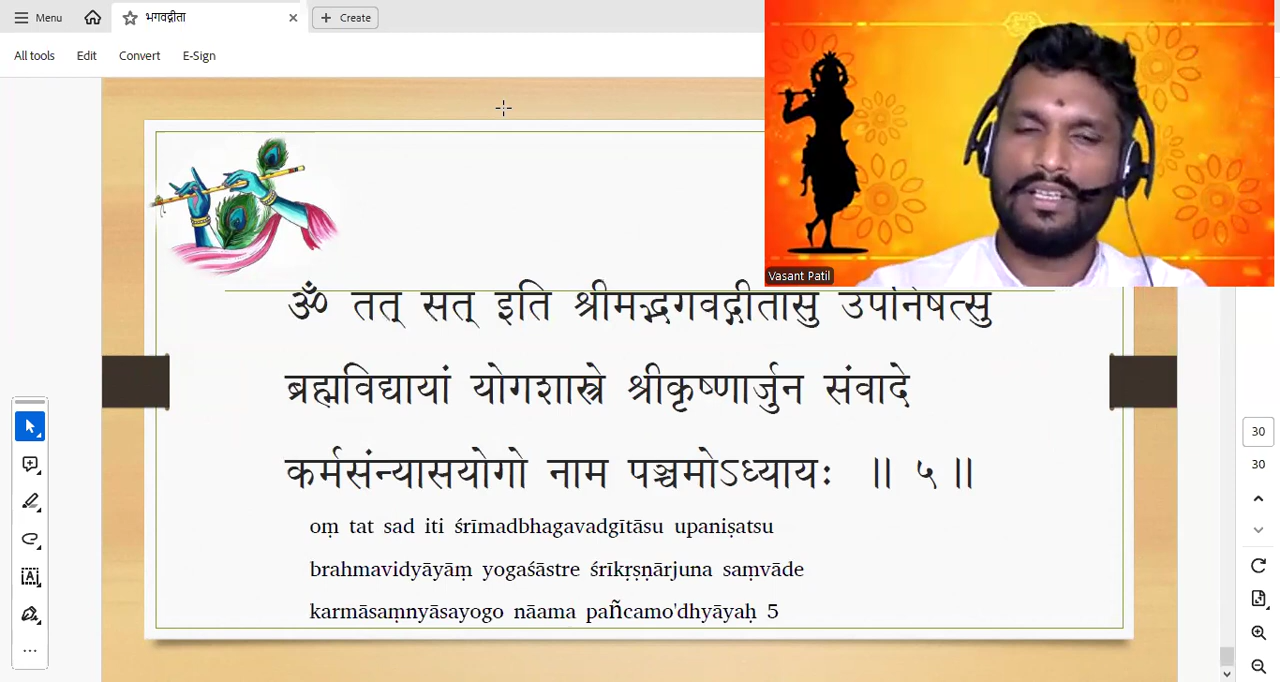 Menu
भगवद्गीता
Create
All tools Edit Convert E-Sign
Vasant Patil
ॐ तत् सत् इति श्रीमद्भगवद्गीतासु उपनिषत्सु
ब्रह्मविद्यायां योगशास्त्रे श्रीकृष्णार्जुन संवादे
कर्मसंन्यासयोगो नाम पञ्चमोऽध्यायः ॥ ५ ॥
oṃ tat sad iti śrīmadbhagavadgītāsu upaniṣatsu
brahmavidyāyāṃ yogaśāstre śrīkṛṣṇārjuna saṃvāde
karmāsaṃnyāsayogo nāama pañcamo'dhyāyaḥ 5
30
30